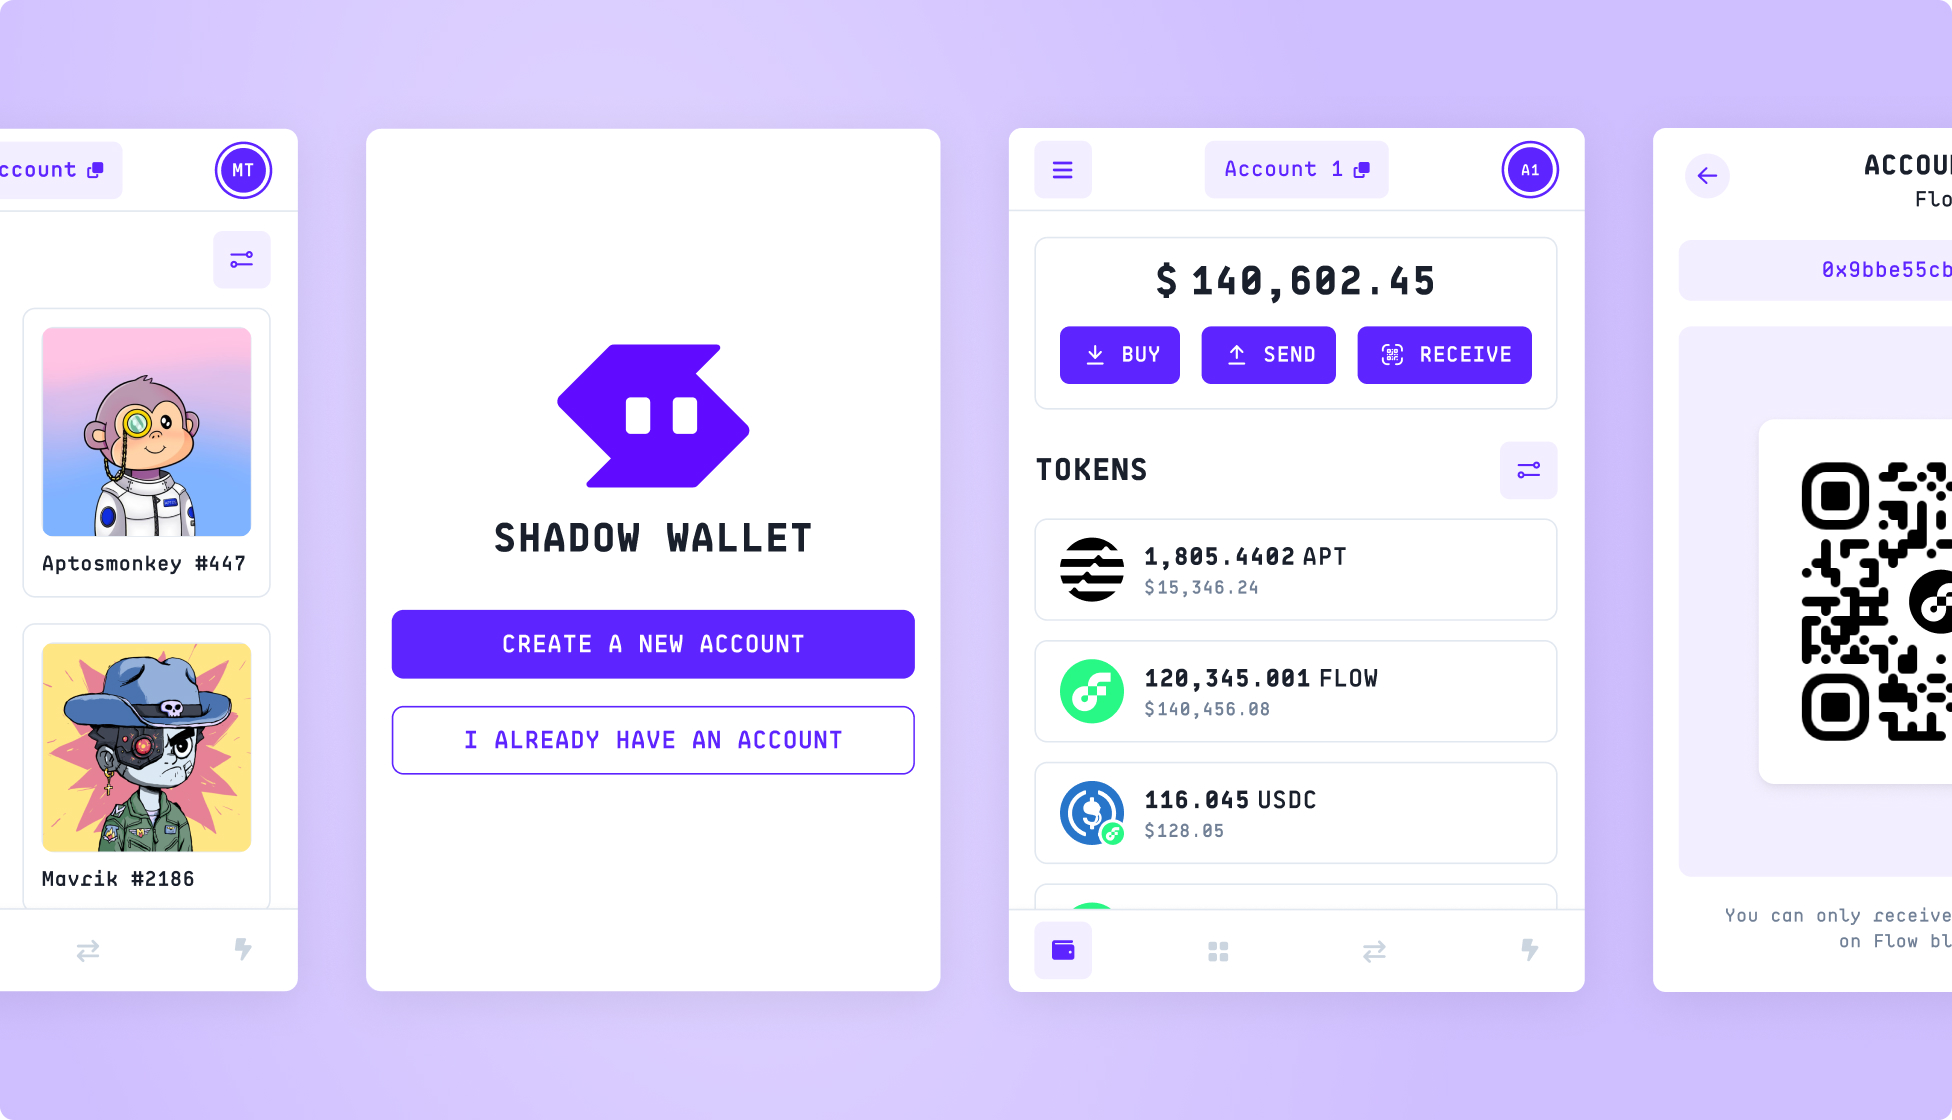 ccount
MT
Aptosmonkey #447
Mavrik #2186
SHADOW WALLET
CREATE A NEW ACCOUNT
I ALREADY HAVE AN ACCOUNT
Account 1
A1
$ 140,602.45
BUY
SEND
RECEIVE
TOKENS
1,805.4402 APT
$15,346.24
120,345.001 FLOW
$140,456.08
116.045 USDC
$128.05
ACCOU
Flo
0x9bbe55cb
You can only receive
on Flow bl